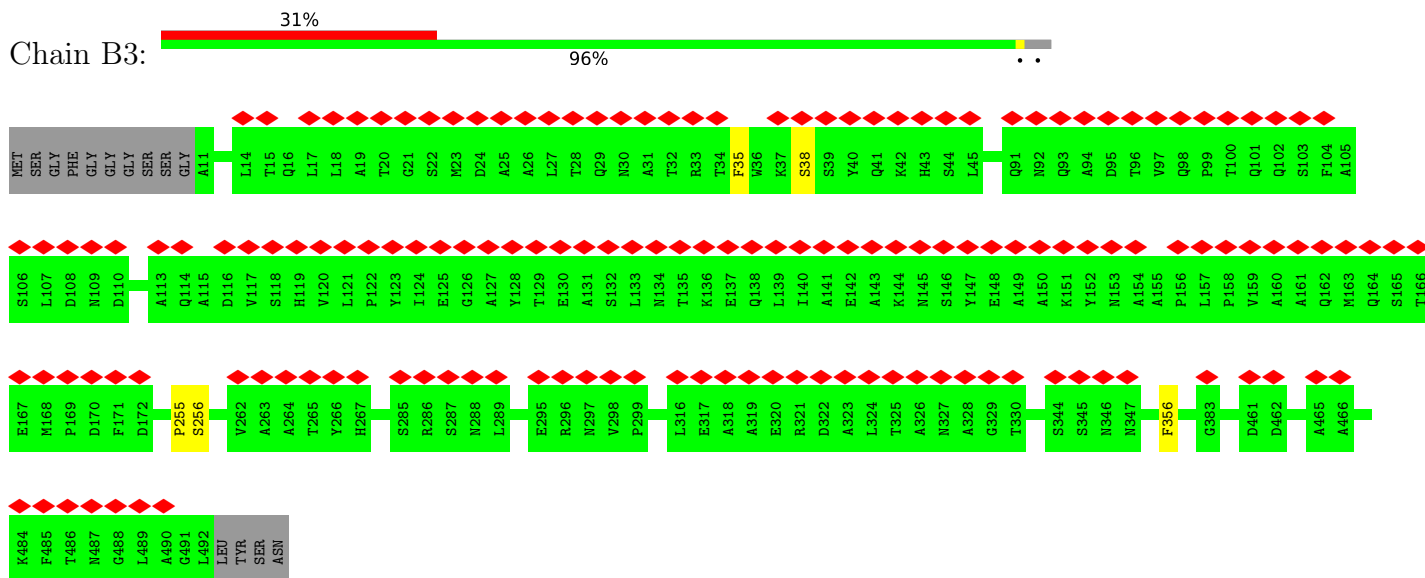 31%
Chain B3:
96%
. .
MET SER GLY PHE GLY GLY GLY SER SER GLY A11 L14 T15 Q16 L17 L18 A19 T20 G21 S22 M23 D24 A25 A26 L27 T28 Q29 N30 A31 T32 R33 T34 F35 W36 K37 S38 S39 Y40 Q41 K42 H43 S44 L45 Q91 N92 Q93 A94 D95 T96 V97 Q98 P99 T100 Q101 Q102 S103 F104 A105
S106 L107 D108 N109 D110 A113 Q114 A115 D116 V117 S118 H119 V120 L121 P122 Y123 I124 E125 G126 A127 Y128 T129 E130 A131 S132 L133 N134 T135 K136 E137 Q138 L139 I140 A141 E142 A143 K144 N145 S146 Y147 E148 A149 A150 K151 Y152 N153 A154 A155 P156 L157 P158 V159 A160 A161 Q162 M163 Q164 S165 T166
E167 M168 P169 D170 F171 D172 P255 S256 V262 A263 A264 T265 Y266 H267 S285 R286 S287 N288 L289 E295 R296 N297 V298 P299 L316 E317 A318 A319 E320 R321 D322 A323 L324 T325 A326 N327 A328 G329 T330 S344 S345 N346 N347 F356 G383 D461 D462 A465 A466
K484 F485 T486 N487 G488 L489 A490 G491 L492 LEU TYR SER ASN